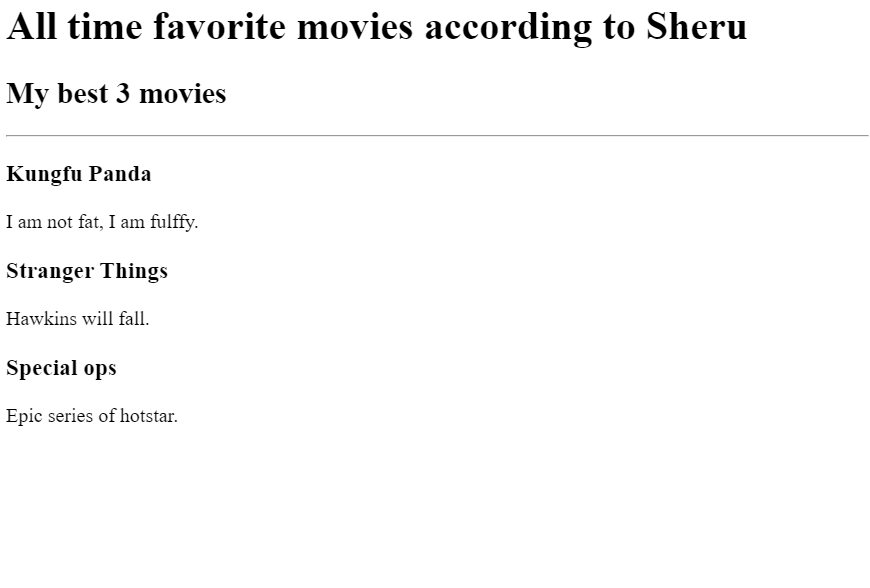 All time favorite movies according to Sheru
My best 3 movies
Kungfu Panda
I am not fat, I am fulffy.
Stranger Things
Hawkins will fall.
Special ops
Epic series of hotstar.